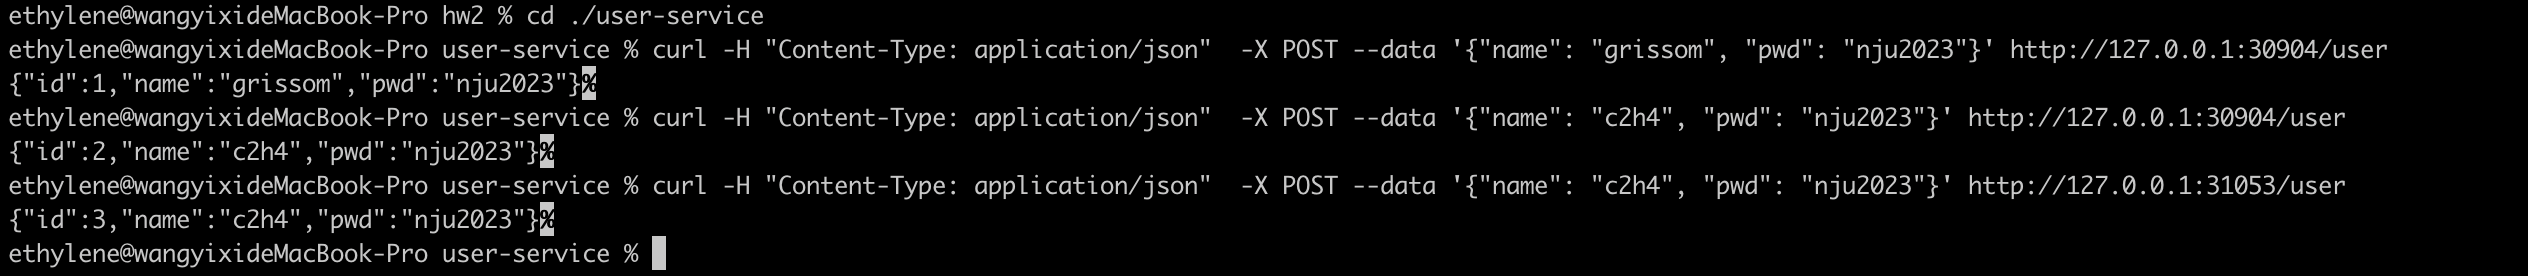 ethylene@wangyixideMacBook-Pro hw2 % cd ./user-service
ethylene@wangyixideMacBook-Pro user-service % curl -H "Content-Type: application/json"  -X POST --data '{"name": "grissom", "pwd": "nju2023"}' http://127.0.0.1:30904/user
{"id":1,"name":"grissom","pwd":"nju2023"}%
ethylene@wangyixideMacBook-Pro user-service % curl -H "Content-Type: application/json"  -X POST --data '{"name": "c2h4", "pwd": "nju2023"}' http://127.0.0.1:30904/user
{"id":2,"name":"c2h4","pwd":"nju2023"}%
ethylene@wangyixideMacBook-Pro user-service % curl -H "Content-Type: application/json"  -X POST --data '{"name": "c2h4", "pwd": "nju2023"}' http://127.0.0.1:31053/user
{"id":3,"name":"c2h4","pwd":"nju2023"}%
ethylene@wangyixideMacBook-Pro user-service %